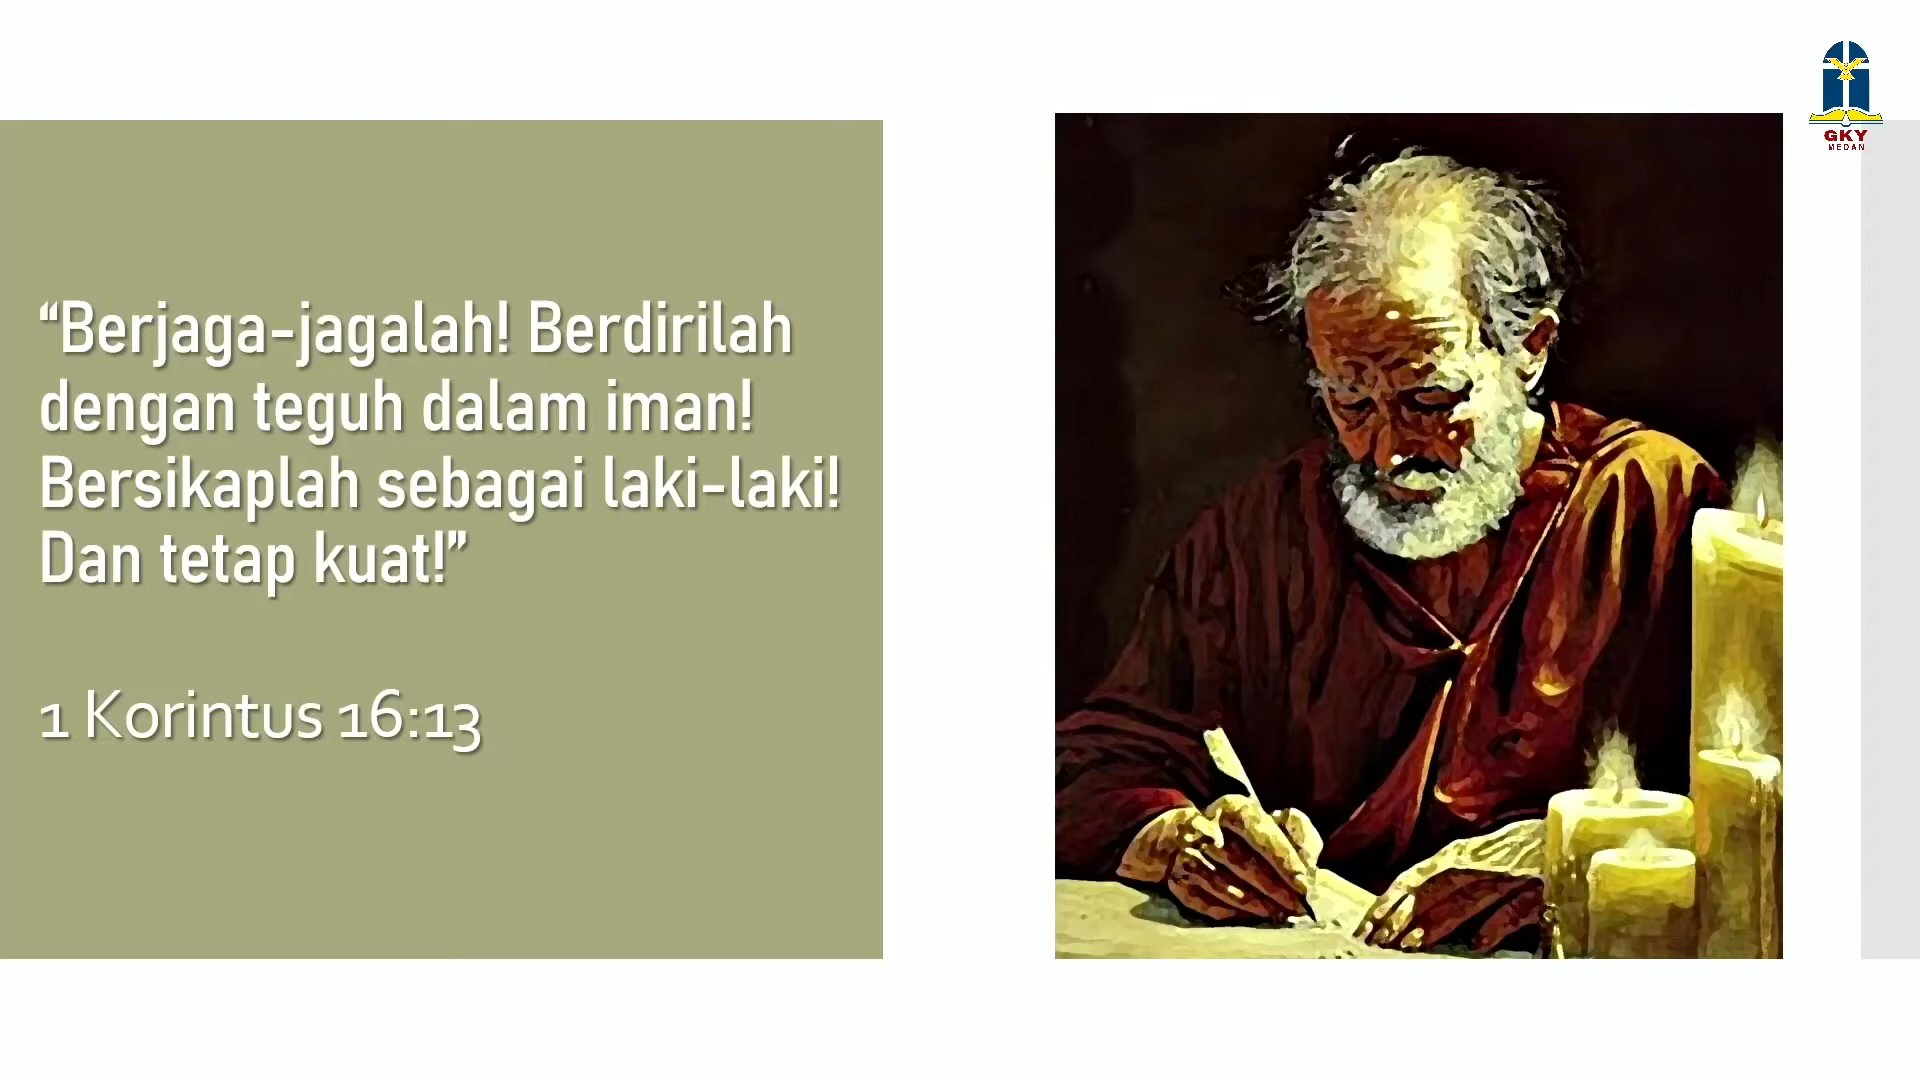 “Berjaga-jagalah! Berdirilah
dengan teguh dalam iman!
Bersikaplah sebagai laki-laki!
Dan tetap kuat!”
1 Korintus 16:13
GKY
MEDAN